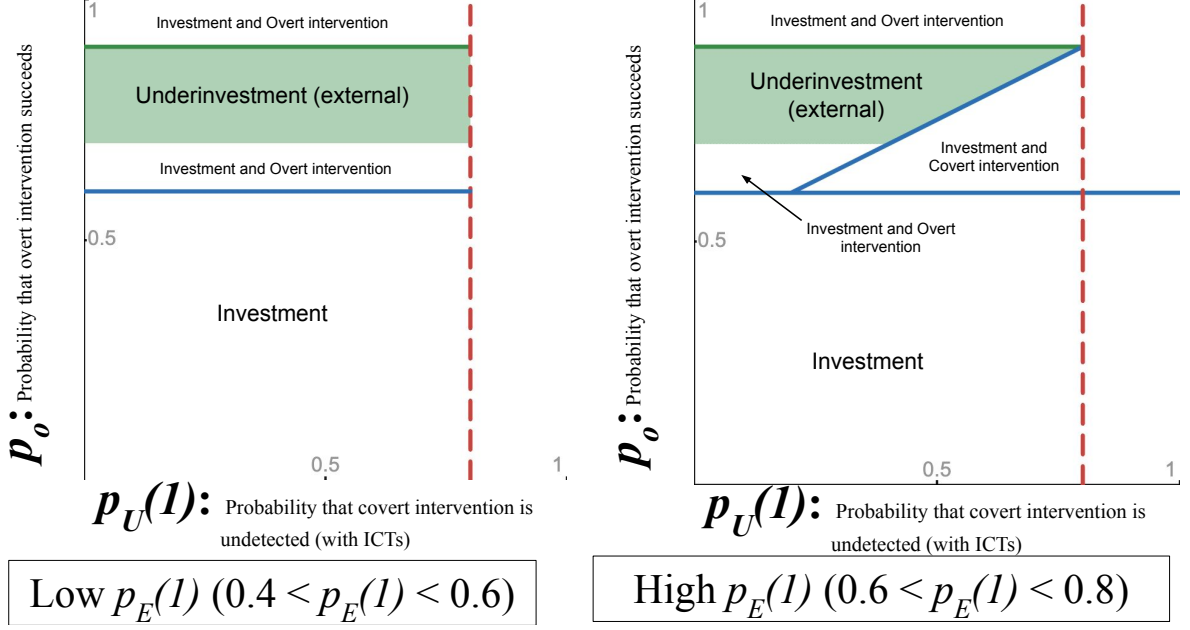 1
Investment and Overt intervention
Underinvestment (external)
Investment and Overt intervention
0.5
Investment
0.5
1
p_o: Probability that overt intervention succeeds
p_U(1): Probability that covert intervention is
undetected (with ICTs)
Low p_E(1) (0.4 < p_E(1) < 0.6)
1
Investment and Overt intervention
Underinvestment
(external)
Investment and
Covert intervention
Investment and Overt
intervention
0.5
Investment
0.5
1
p_o: Probability that overt intervention succeeds
p_U(1): Probability that covert intervention is
undetected (with ICTs)
High p_E(1) (0.6 < p_E(1) < 0.8)